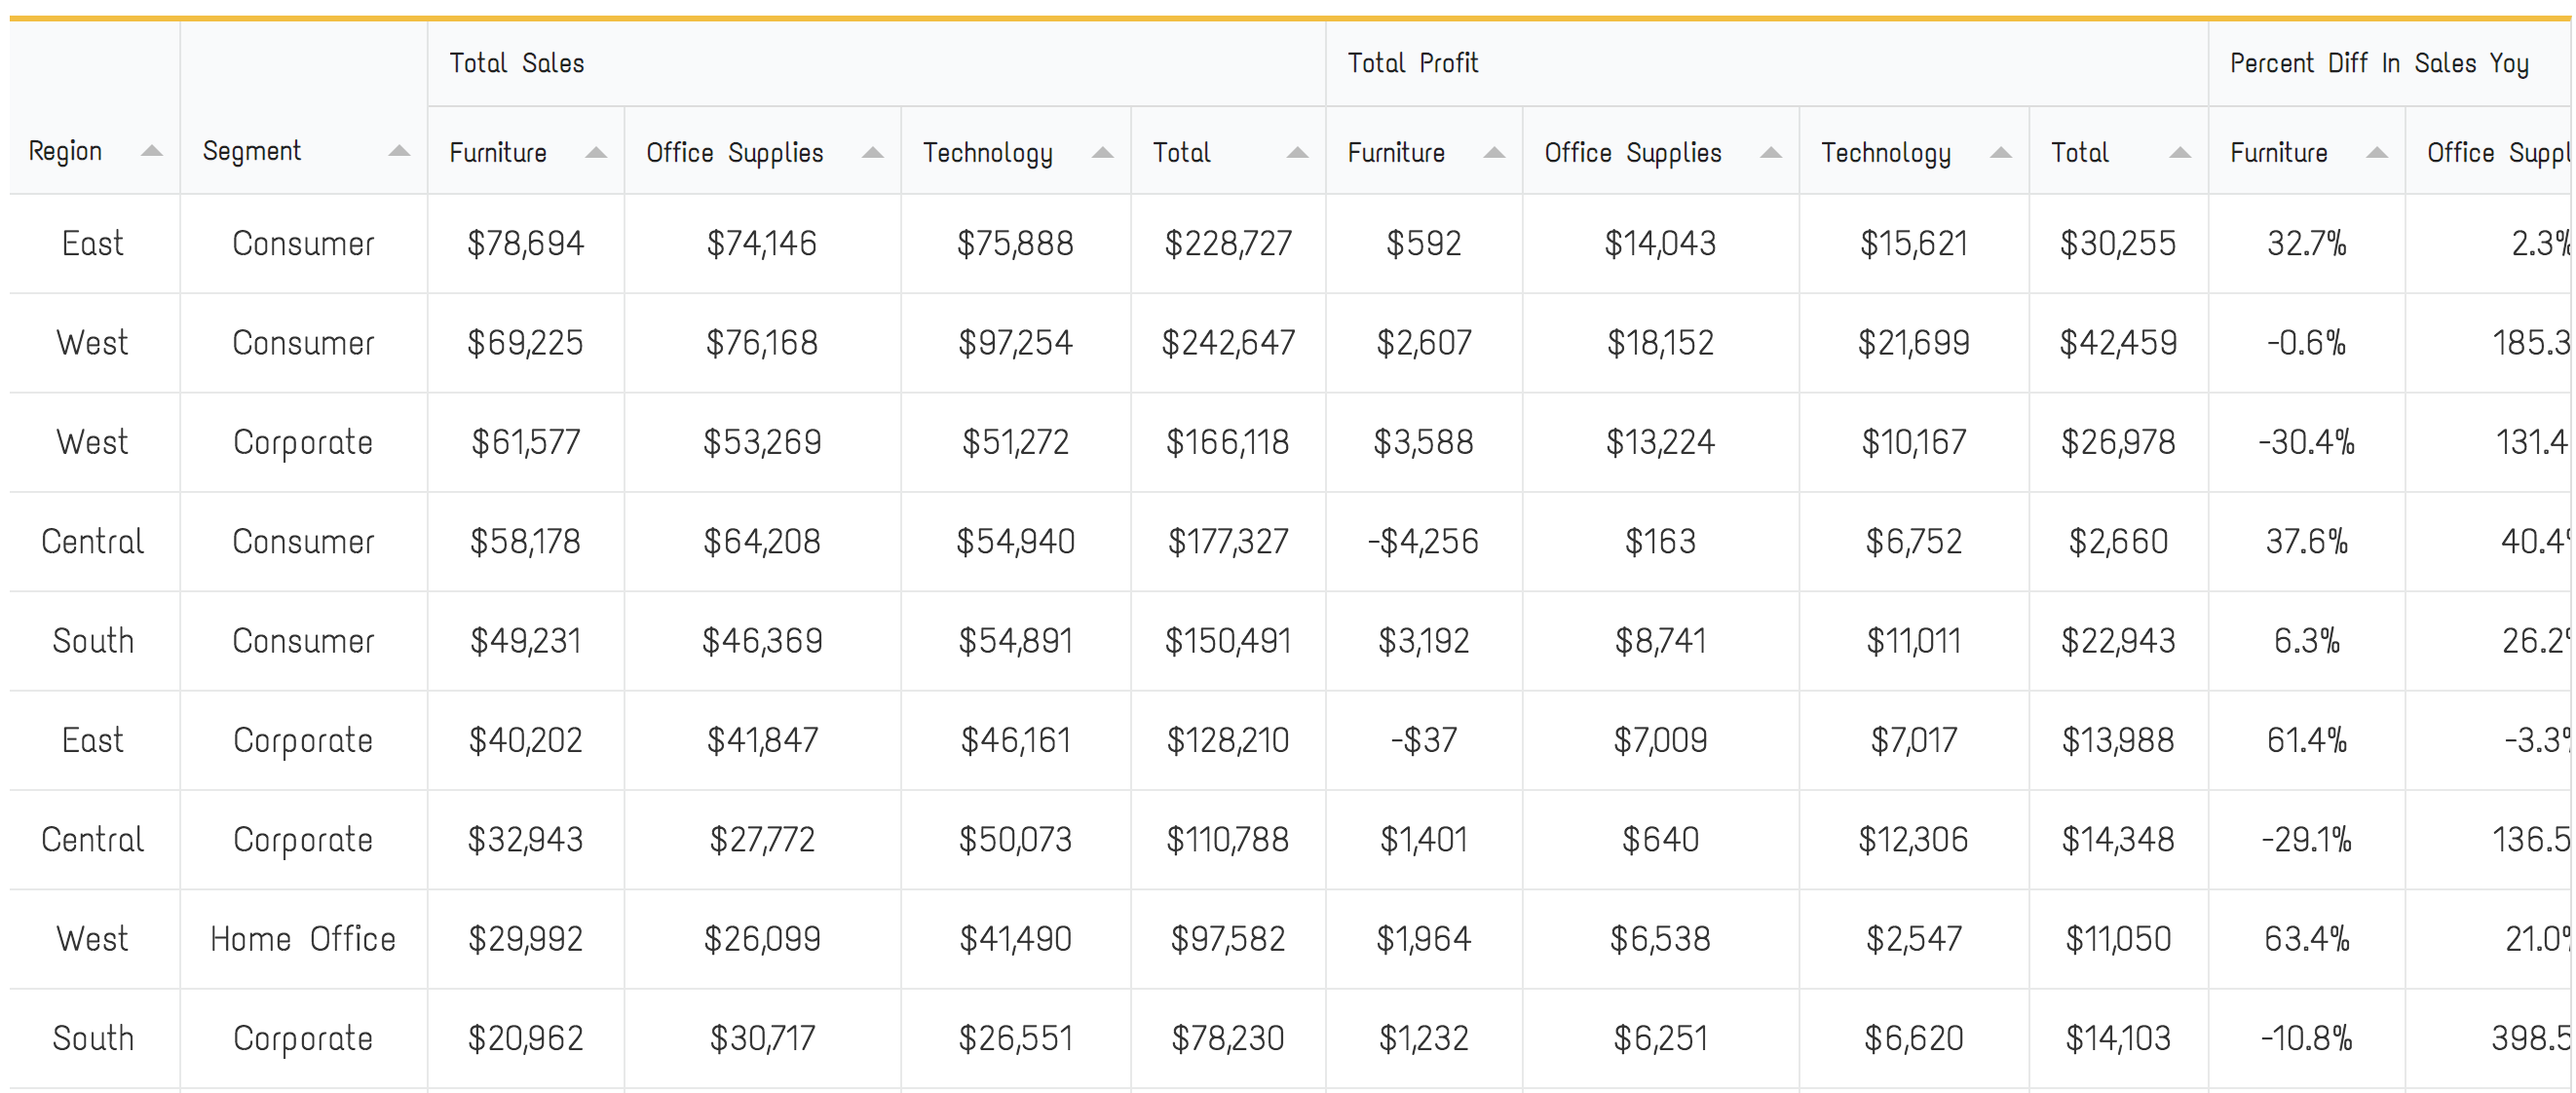 Total Sales Total Profit Percent Diff In Sales Yoy
Region Segment Furniture Office Supplies Technology Total Furniture Office Supplies Technology Total Furniture Office
East Consumer $78,694 $74,146 $75,888 $228,727 $592 $14,043 $15,621 $30,255 32.7% 2.3%
West Consumer $69,225 $76,168 $97,254 $242,647 $2,607 $18,152 $21,699 $42,459 -0.6% 185.3
West Corporate $61,577 $53,269 $51,272 $166,118 $3,588 $13,224 $10,167 $26,978 -30.4% 131.4
Central Consumer $58,178 $64,208 $54,940 $177,327 -$4,256 $163 $6,752 $2,660 37.6% 40.4%
South Consumer $49,231 $46,369 $54,891 $150,491 $3,192 $8,741 $11,011 $22,943 6.3% 26.2%
East Corporate $40,202 $41,847 $46,161 $128,210 -$37 $7,009 $7,017 $13,988 61.4% -3.3%
Central Corporate $32,943 $27,772 $50,073 $110,788 $1,401 $640 $12,306 $14,348 -29.1% 136.5
West Home Office $29,992 $26,099 $41,490 $97,582 $1,964 $6,538 $2,547 $11,050 63.4% 21.0%
South Corporate $20,962 $30,717 $26,551 $78,230 $1,232 $6,251 $6,620 $14,103 -10.8% 398.5